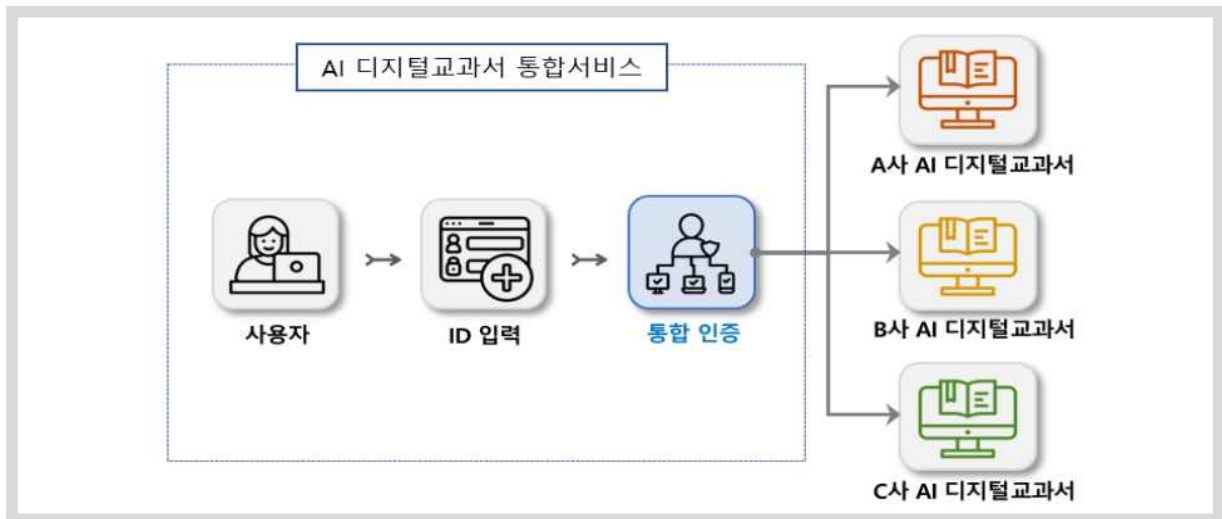 AI 디지털교과서 통합서비스
사용자
ID 입력
통합 인증
A사 AI 디지털교과서
B사 AI 디지털교과서
C사 AI 디지털교과서